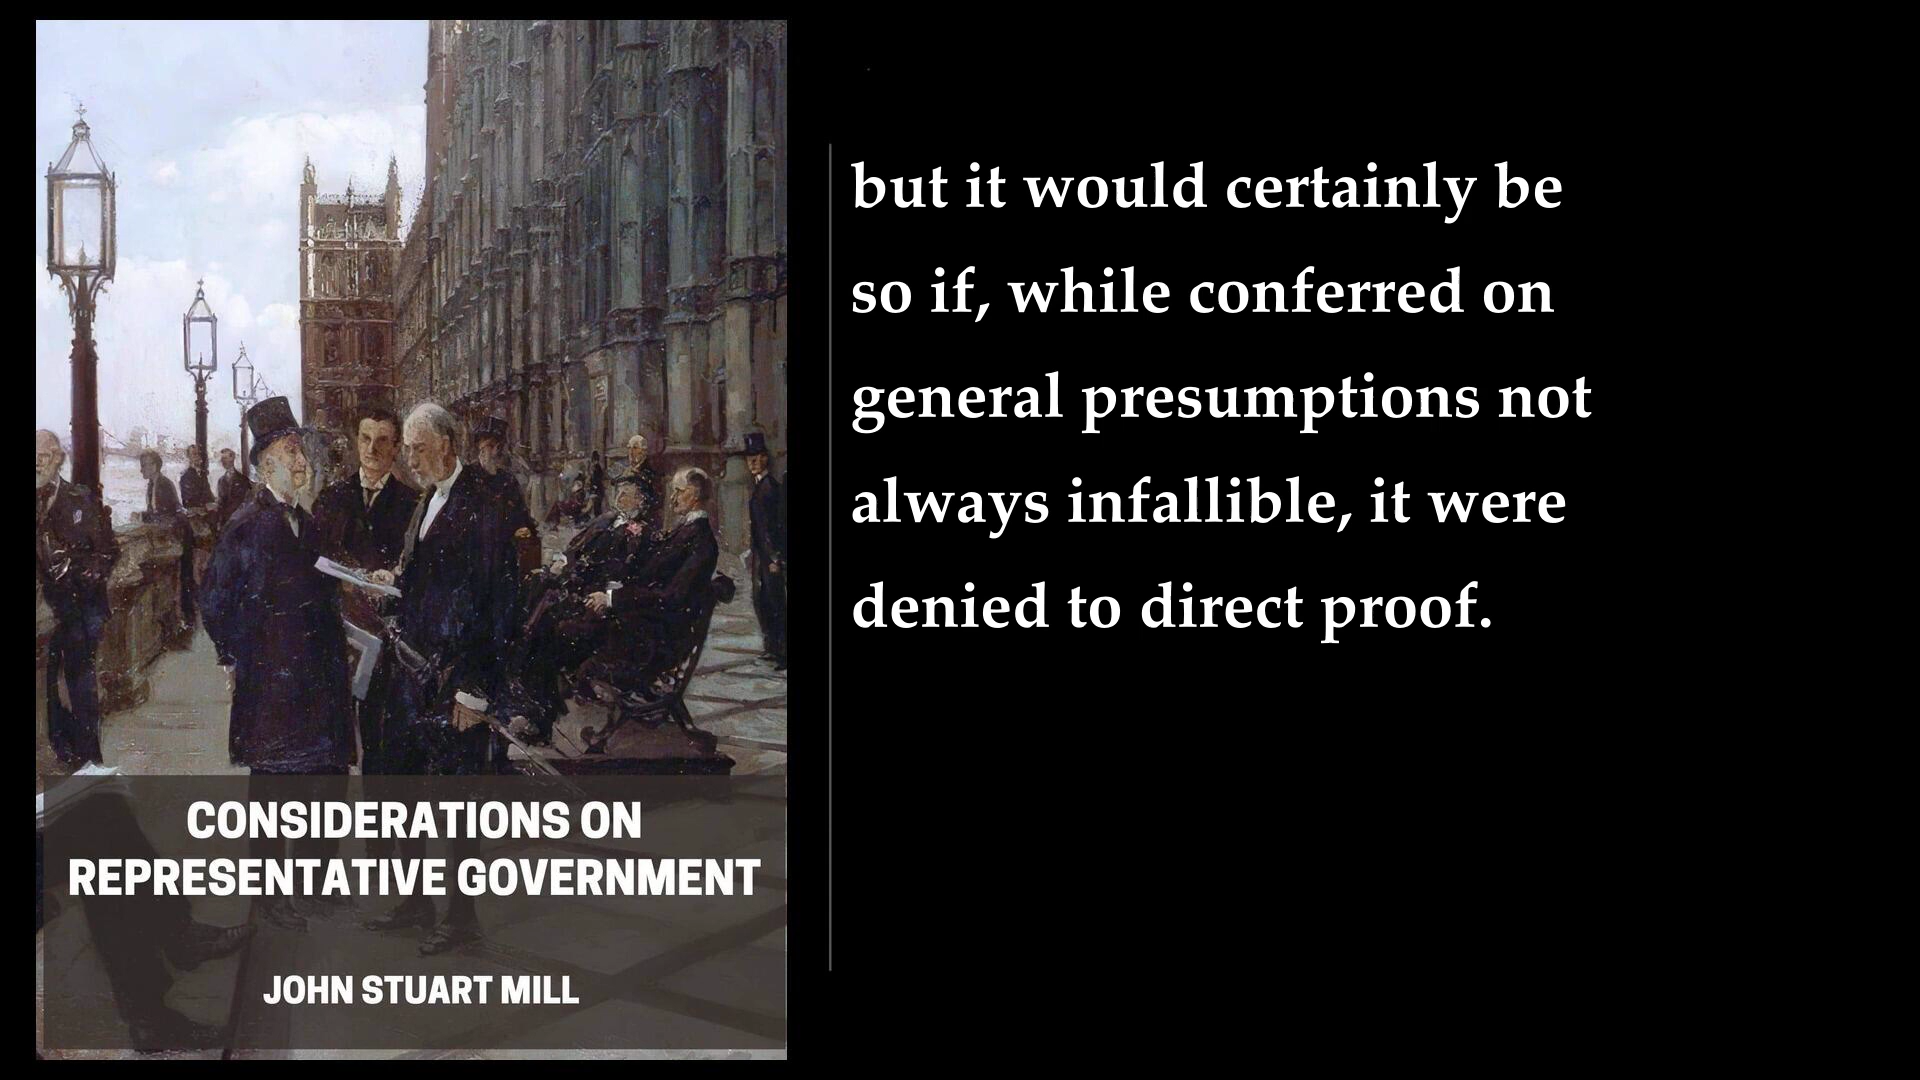 but it would certainly be
so if, while conferred on
general presumptions not
always infallible, it were
denied to direct proof.
CONSIDERATIONS ON
REPRESENTATIVE GOVERNMENT
JOHN STUART MILL